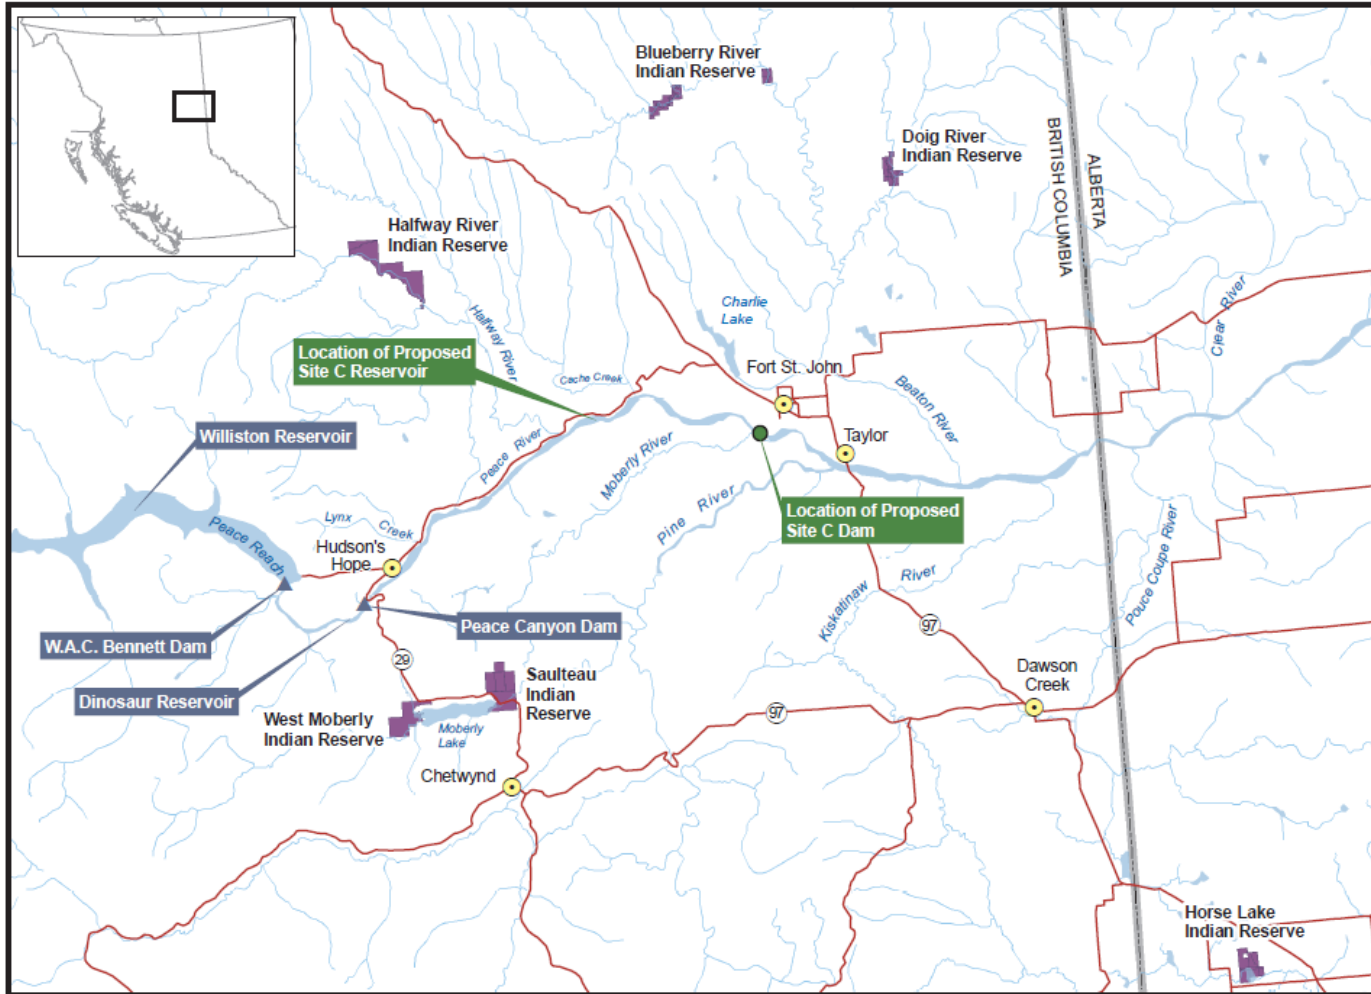 Blueberry River
Indian Reserve
Doig River
Indian Reserve
BRITISH COLUMBIA
ALBERTA
Halfway River
Indian Reserve
Halfway River
Charlie
Lake
Clear River
Location of Proposed
Site C Reservoir
Cache Creek
Fort St. John
Beaton River
Williston Reservoir
Peace River
Moberly River
Taylor
Pine River
Location of Proposed
Site C Dam
Peace Reach
Lynx Creek
Hudson's
Hope
Kiskatinaw River
Pouce Coupe River
W.A.C. Bennett Dam
Peace Canyon Dam
97
Dinosaur Reservoir
29
Saulteau
Indian
Reserve
Dawson
Creek
West Moberly
Indian Reserve
Moberly
Lake
97
Chetwynd
Horse Lake
Indian Reserve